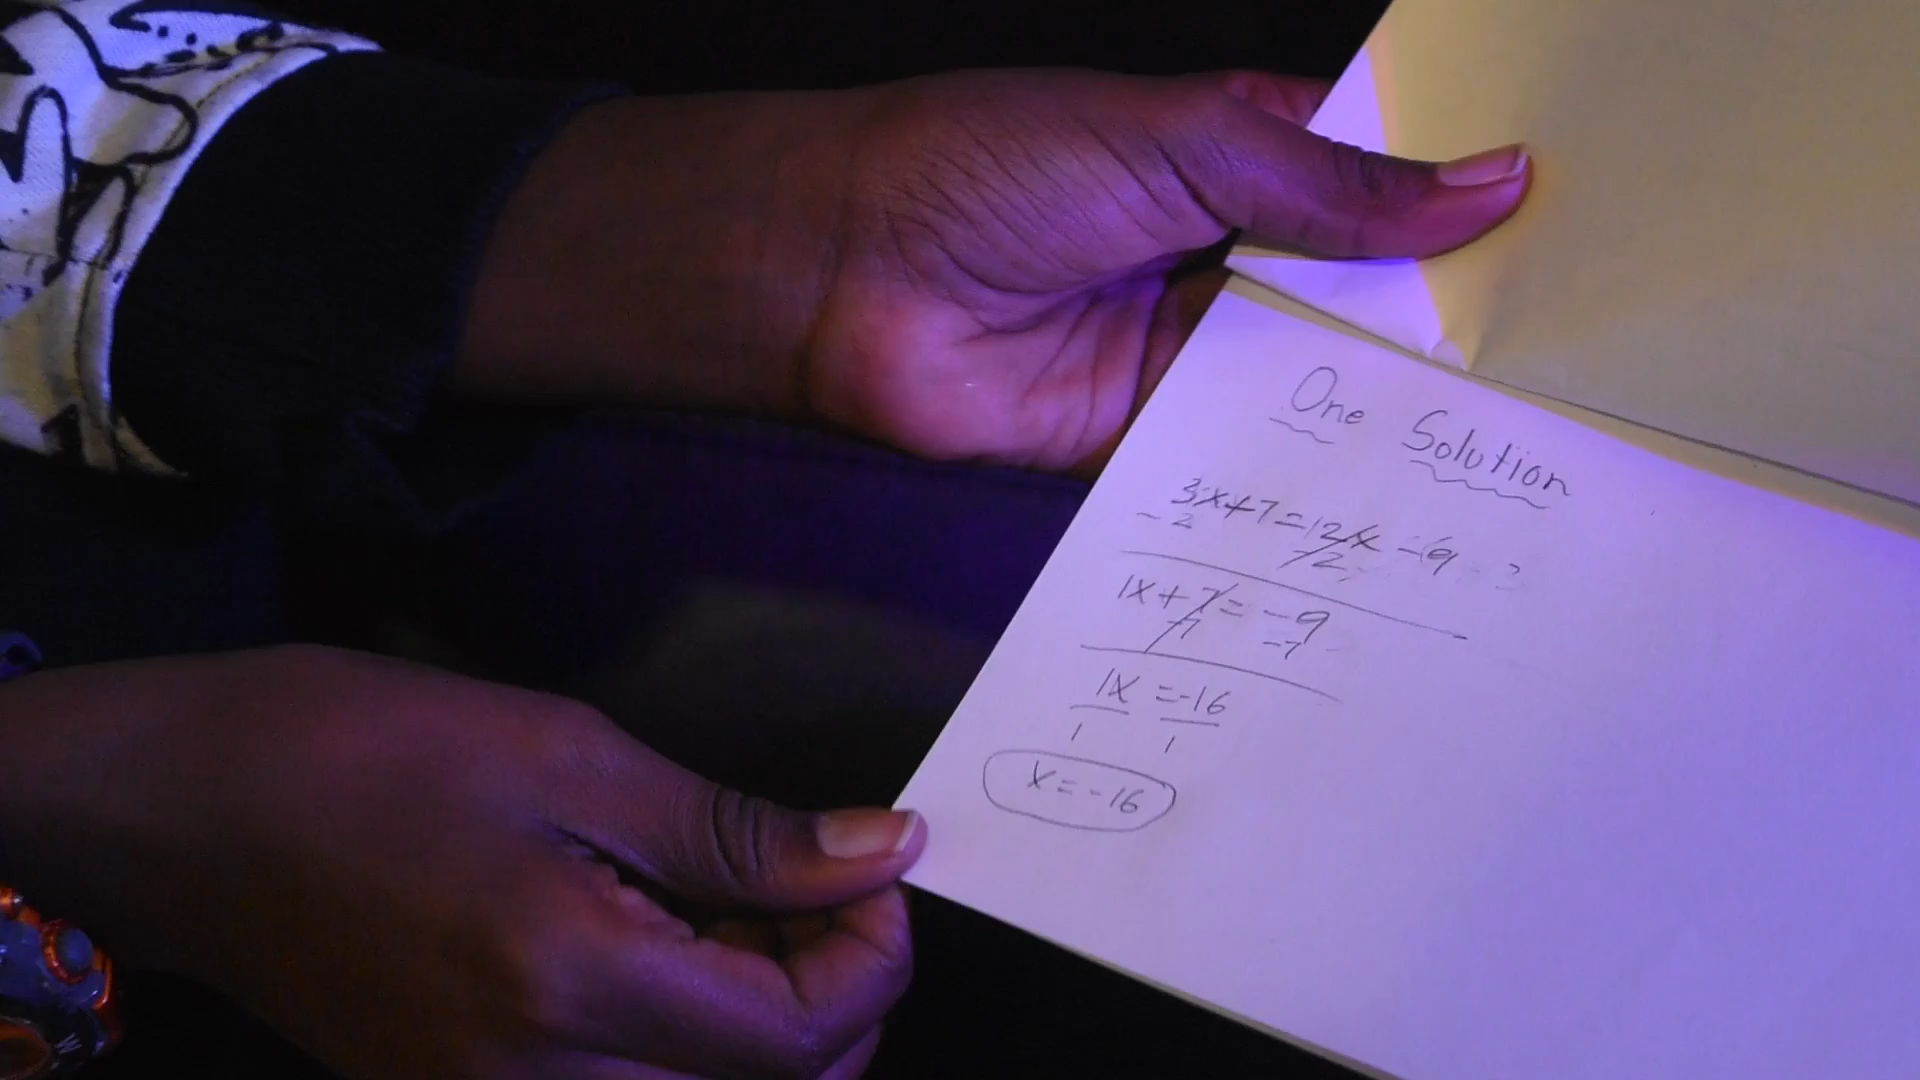 One Solution
3x+7=12x-9
-2 -2
1x+7=-9
-7 -7
1x=-16
1 1
x=-16